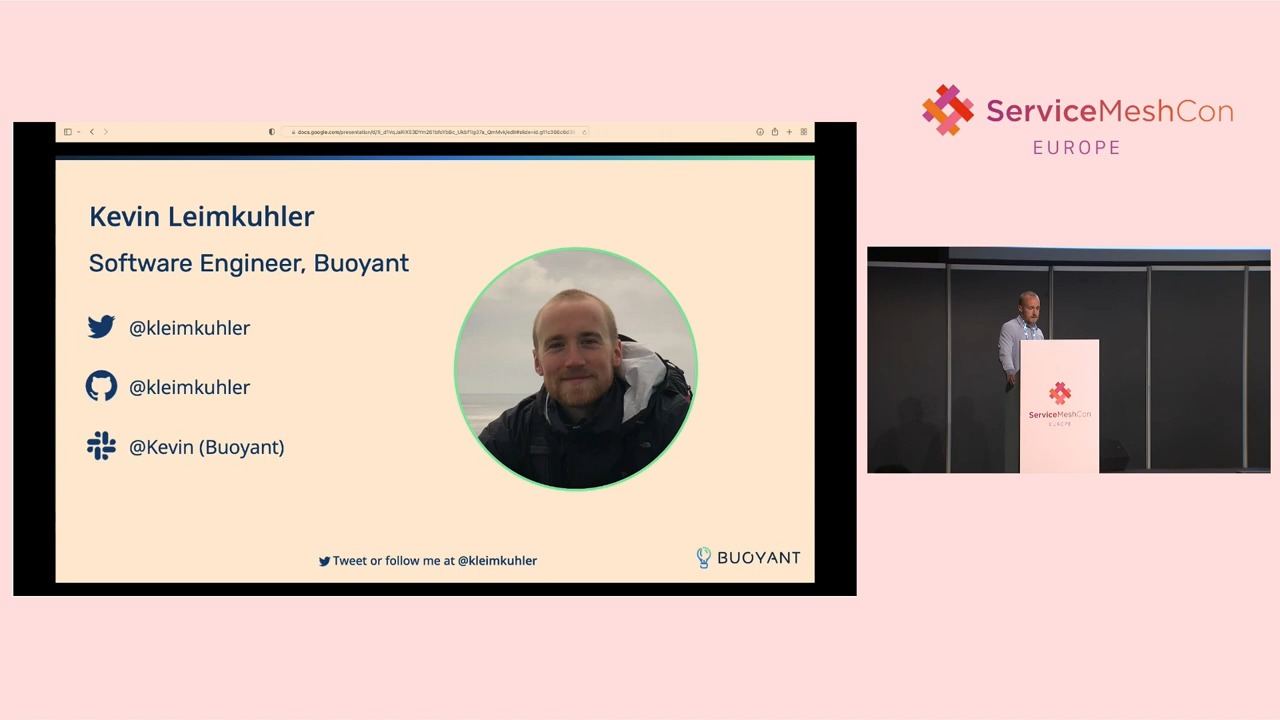 Kevin Leimkuhler
Software Engineer, Buoyant
@kleimkuhler
@kleimkuhler
@Kevin (Buoyant)
Tweet or follow me at @kleimkuhler
BUOYANT
ServiceMeshCon
EUROPE
ServiceMeshCon
EUROPE